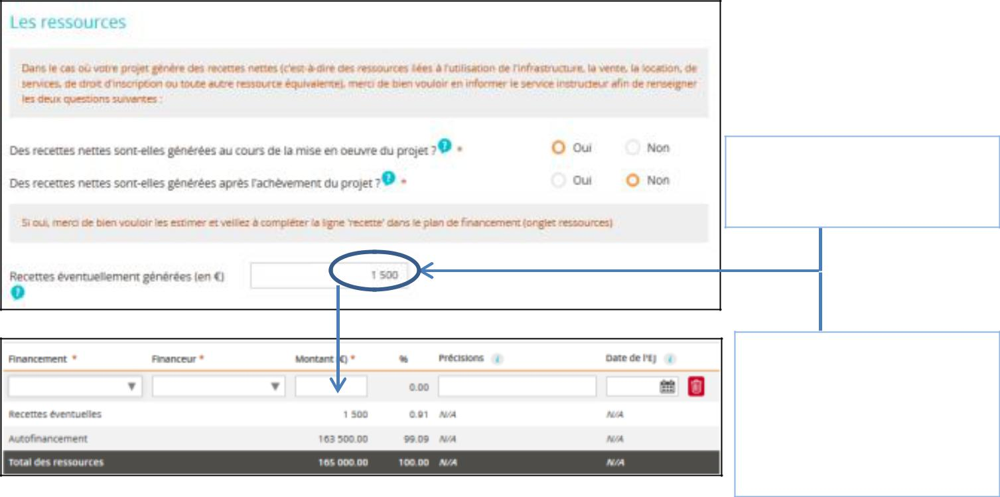 Les ressources
Dans le cas où votre projet génère des recettes nettes (c'est-à-dire des ressources liées à l'utilisation de l'infrastructure, la vente, la location, de
services, de droit d'inscription ou toute autre ressource équivalente), merci de bien vouloir en informer le service instructeur afin de renseigner
les deux questions suivantes :
Des recettes nettes sont-elles générées au cours de la mise en oeuvre du projet ? ? * Oui Non
Des recettes nettes sont-elles générées après l'achèvement du projet ? ? * Oui Non
Si oui, merci de bien vouloir les estimer et veillez à compléter la ligne 'recette' dans le plan de financement (onglet ressources)
Recettes éventuellement générées (en €) 1 500
?
Financement * Financeur * Montant (€) * % Précisions i Date de l'EJ i
0.00
Recettes éventuelles 1 500 0.91 N/A N/A
Autofinancement 163 500.00 99.09 N/A N/A
Total des ressources 165 000.00 100.00 N/A N/A